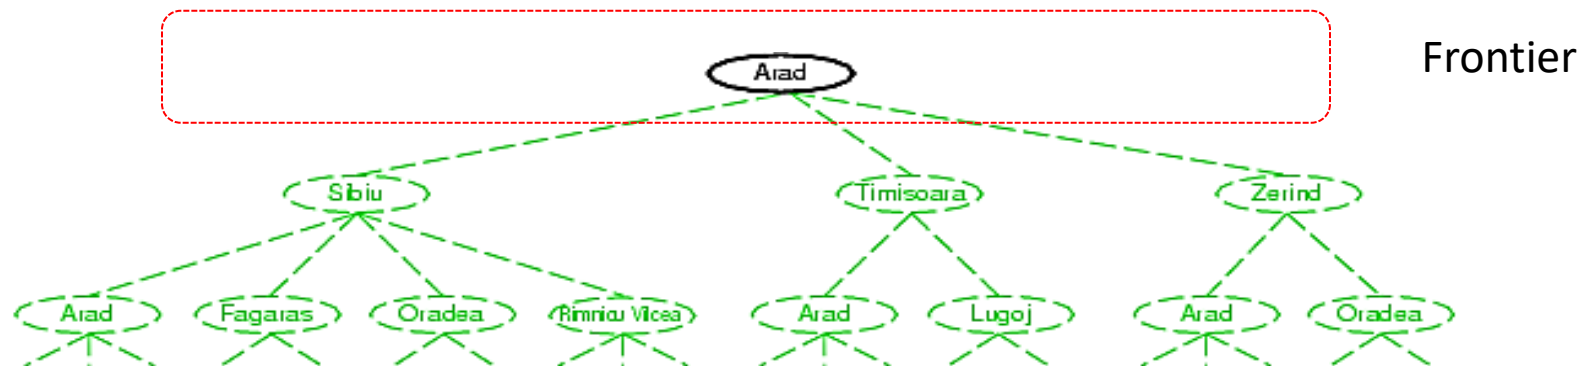 Frontier
Arad
Sibiu
Timisoara
Zerind
Arad
Fagaras
Oradea
Rimnicu Vilcea
Arad
Lugoj
Arad
Oradea